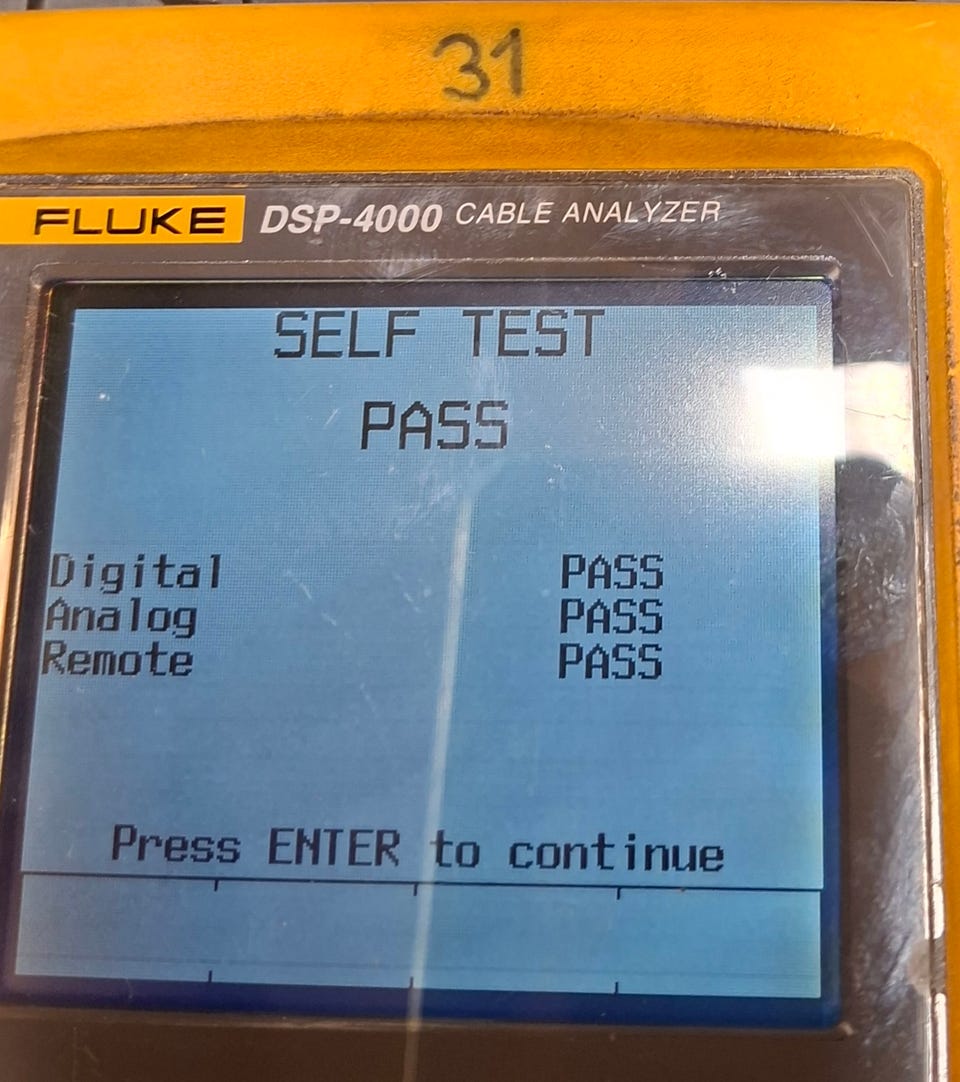 31
FLUKE DSP-4000 CABLE ANALYZER
SELF TEST
PASS
Digital PASS
Analog PASS
Remote PASS
Press ENTER to continue